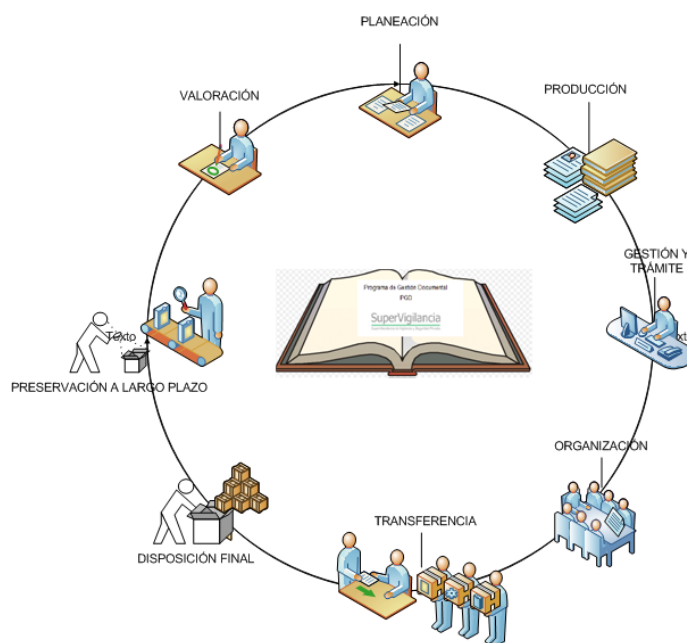 PLANEACIÓN
VALORACIÓN
PRODUCCIÓN
GESTIÓN Y
TRÁMITE
Programa de Gestión Documental
PGD
SuperVigilancia
Texto
PRESERVACIÓN A LARGO PLAZO
ORGANIZACIÓN
TRANSFERENCIA
DISPOSICIÓN FINAL